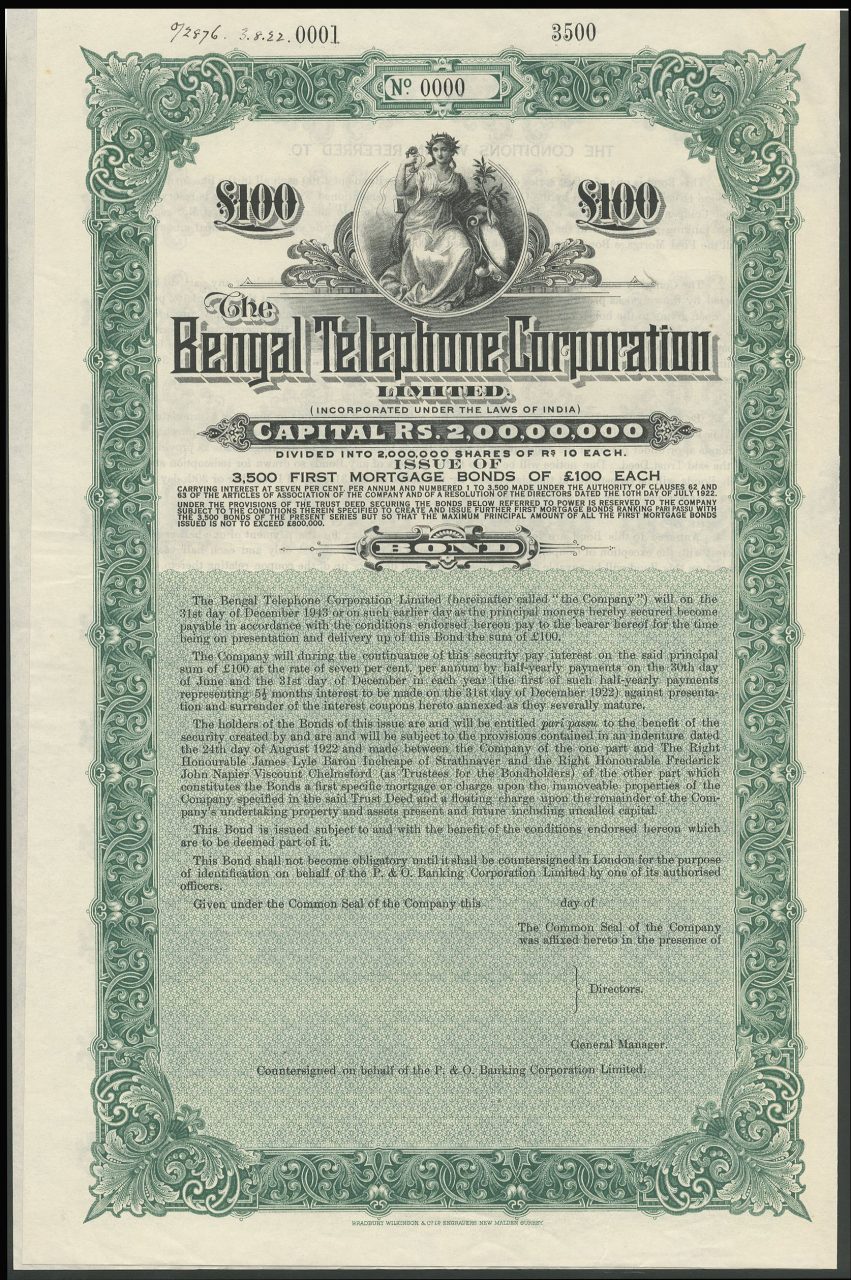 0/2876. 3.8.22. 0001 3500
Nº 0000
£100 £100
The
Bengal Telephone Corporation
LIMITED.
(INCORPORATED UNDER THE LAWS OF INDIA)
CAPITAL RS. 2,00,00,000
DIVIDED INTO 2,000,000 SHARES OF RS 10 EACH.
ISSUE OF
3,500 FIRST MORTGAGE BONDS OF £100 EACH
CARRYING INTEREST AT SEVEN PER CENT. PER ANNUM AND NUMBERED 1 TO 3,500 MADE UNDER THE AUTHORITY OF CLAUSES 62 AND
63 OF THE ARTICLES OF ASSOCIATION OF THE COMPANY AND OF A RESOLUTION OF THE DIRECTORS DATED THE 10TH DAY OF JULY 1922.
UNDER THE PROVISIONS OF THE TRUST DEED SECURING THE BONDS BELOW REFERRED TO POWER IS RESERVED TO THE COMPANY
SUBJECT TO THE CONDITIONS THEREIN SPECIFIED TO CREATE AND ISSUE FURTHER FIRST MORTGAGE BONDS RANKING PARI PASSU WITH
THE 3,500 BONDS OF THE PRESENT SERIES BUT SO THAT THE MAXIMUM PRINCIPAL AMOUNT OF ALL THE FIRST MORTGAGE BONDS
ISSUED IS NOT TO EXCEED £800,000.
BOND
The Bengal Telephone Corporation Limited (hereinafter called "the Company") will on the
31st day of December 1943 or on such earlier day as the principal moneys hereby secured become
payable in accordance with the conditions endorsed hereon pay to the bearer hereof for the time
being on presentation and delivery up of this Bond the sum of £100.
The Company will during the continuance of this security pay interest on the said principal
sum of £100 at the rate of seven per cent. per annum by half-yearly payments on the 30th day
of June and the 31st day of December in each year (the first of such half-yearly payments
representing 5½ months interest to be made on the 31st day of December 1922) against presenta-
tion and surrender of the interest coupons hereto annexed as they severally mature.
The holders of the Bonds of this issue are and will be entitled pari passu to the benefit of the
security created by and are and will be subject to the provisions contained in an indenture dated
the 24th day of August 1922 and made between the Company of the one part and The Right
Honourable James Lyle Baron Inchcape of Strathnaver and the Right Honourable Frederick
John Napier Viscount Chelmsford (as Trustees for the Bondholders) of the other part which
constitutes the Bonds a first specific mortgage or charge upon the immoveable properties of the
Company specified in the said Trust Deed and a floating charge upon the remainder of the Com-
pany's undertaking property and assets present and future including uncalled capital.
This Bond is issued subject to and with the benefit of the conditions endorsed hereon which
are to be deemed part of it.
This Bond shall not become obligatory until it shall be countersigned in London for the purpose
of identification on behalf of the P. & O. Banking Corporation Limited by one of its authorised
officers.
Given under the Common Seal of the Company this day of
The Common Seal of the Company
was affixed hereto in the presence of
Directors.
General Manager.
Countersigned on behalf of the P. & O. Banking Corporation Limited.
BRADBURY WILKINSON & Cº Lº ENGRAVERS NEW MALDEN SURREY